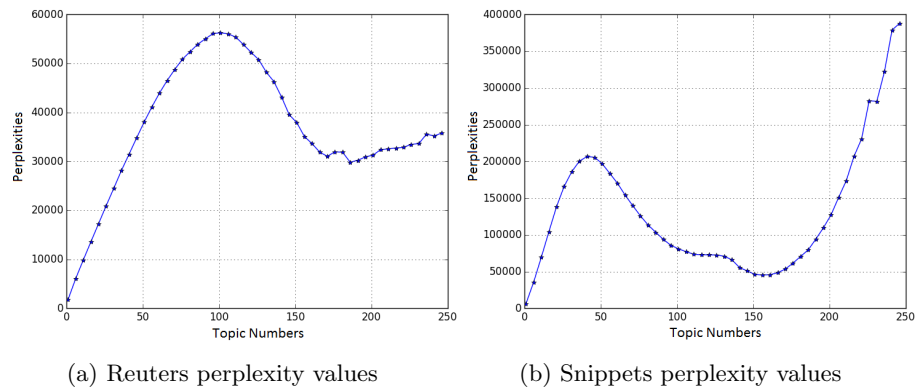 60000
50000
40000
30000
20000
10000
0
Perplexities
0 50 100 150 200 250
Topic Numbers
(a) Reuters perplexity values
400000
350000
300000
250000
200000
150000
100000
50000
0
Perplexities
0 50 100 150 200 250
Topic Numbers
(b) Snippets perplexity values